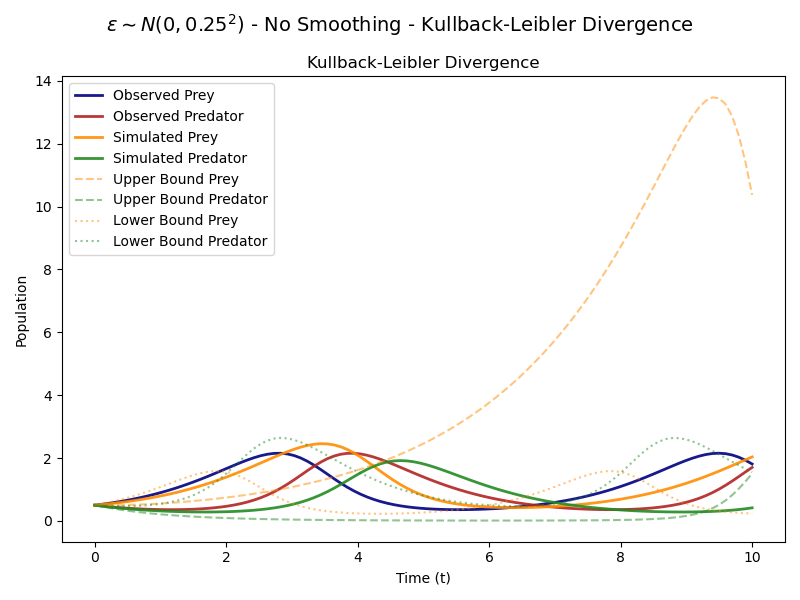 ε ~ N(0, 0.25²) - No Smoothing - Kullback-Leibler Divergence
Kullback-Leibler Divergence
14
12
10
8
6
4
2
0
Population
Observed Prey
Observed Predator
Simulated Prey
Simulated Predator
Upper Bound Prey
Upper Bound Predator
Lower Bound Prey
Lower Bound Predator
0 2 4 6 8 10
Time (t)